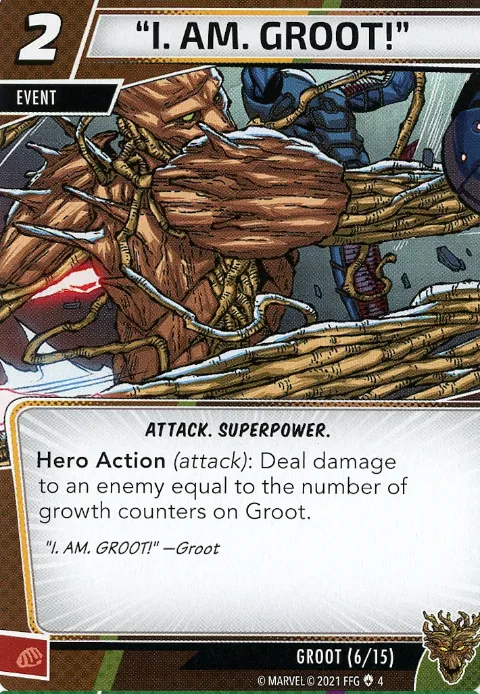 2
“I. AM. GROOT!”
EVENT
ATTACK. SUPERPOWER.
Hero Action (attack): Deal damage
to an enemy equal to the number of
growth counters on Groot.
"I. AM. GROOT!" —Groot
GROOT (6/15)
© MARVEL © 2021 FFG 4